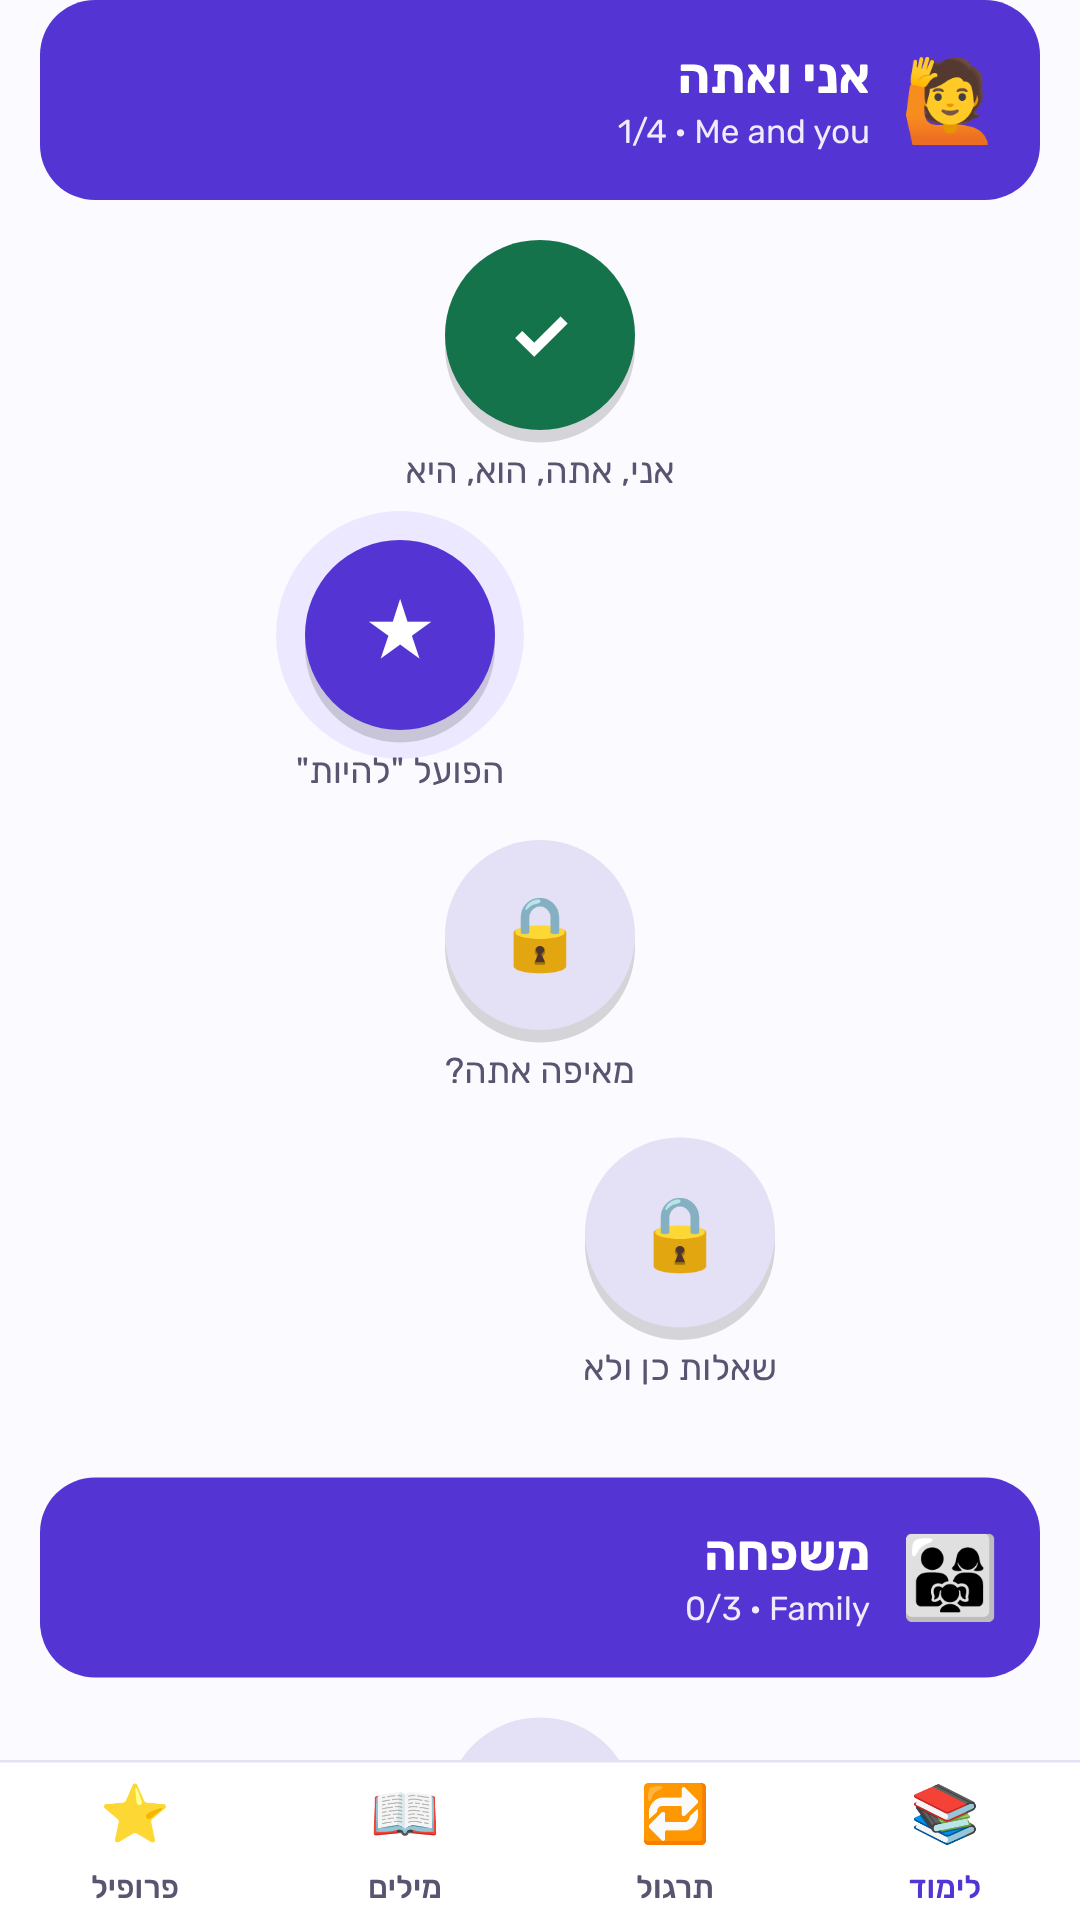 אני ואתה
1/4 • Me and you
אני, אתה, הוא, היא
הפועל "להיות"
מאיפה אתה?
שאלות כן ולא
משפחה
0/3 • Family
לימוד
תרגול
מילים
פרופיל